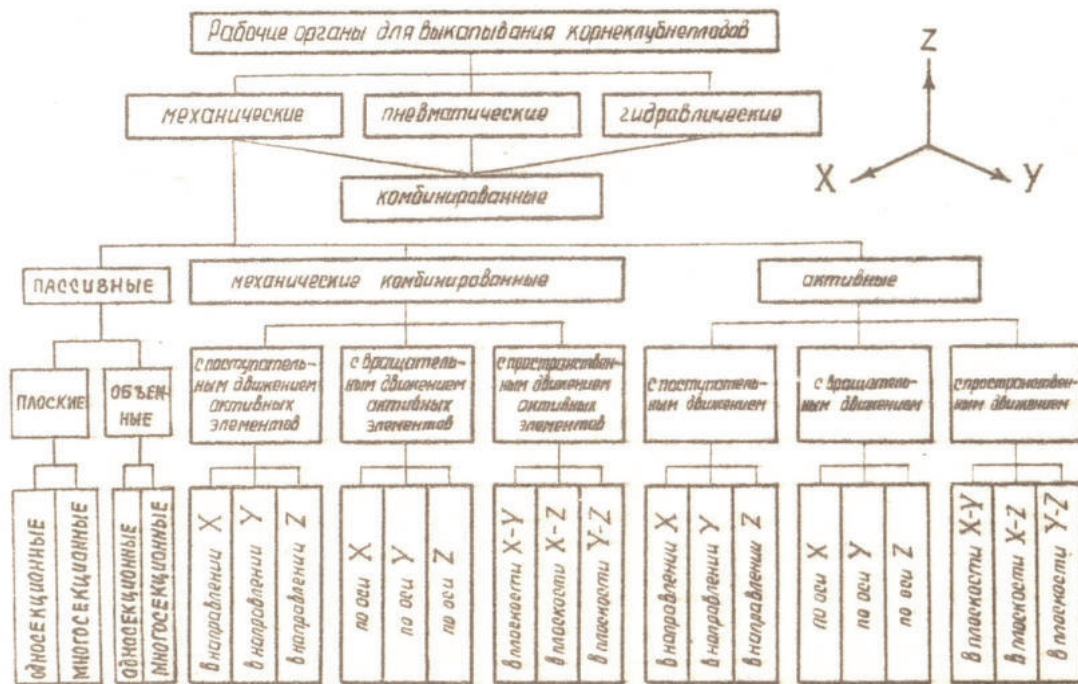 Рабочие органы для выкапывания корнеклубнеплодов
Z
X
Y
механические
пневматические
гидравлические
комбинированные
ПАССИВНЫЕ
механические комбинированные
активные
ПЛОСКИЕ
ОБЪЕМ-
НЫЕ
с поступатель-
ным движением
активных
элементов
с вращатель-
ным движением
активных
элементов
с пространствен-
ным движением
активных
элементов
с поступатель-
ным движением
с вращатель-
ным движением
с пространствен-
ным движением
ОДНОСЕКЦИОННЫЕ
МНОГОСЕКЦИОННЫЕ
ОДНОСЕКЦИОННЫЕ
МНОГОСЕКЦИОННЫЕ
в направлении X
в направлении Y
в направлении Z
по оси X
по оси Y
по оси Z
в плоскости X-Y
в плоскости X-Z
в плоскости Y-Z
в направлении X
в направлении Y
в направлении Z
по оси X
по оси Y
по оси Z
в плоскости X-Y
в плоскости X-Z
в плоскости Y-Z